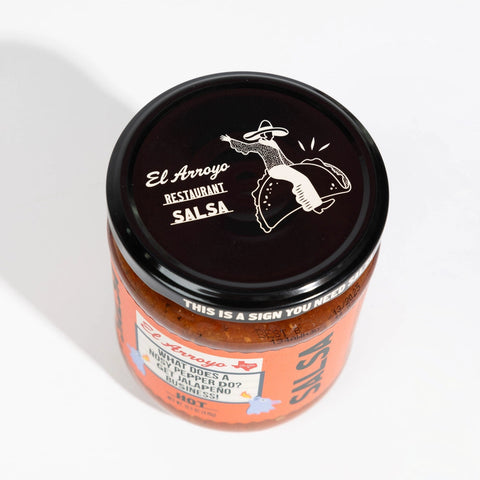 El Arroyo
RESTAURANT
SALSA
THIS IS A SIGN YOU NEED
BEST
El Arroyo
WHAT DOES A
NOSY PEPPER DO?
GET JALAPEÑO
BUSINESS!
HOT
SALSA